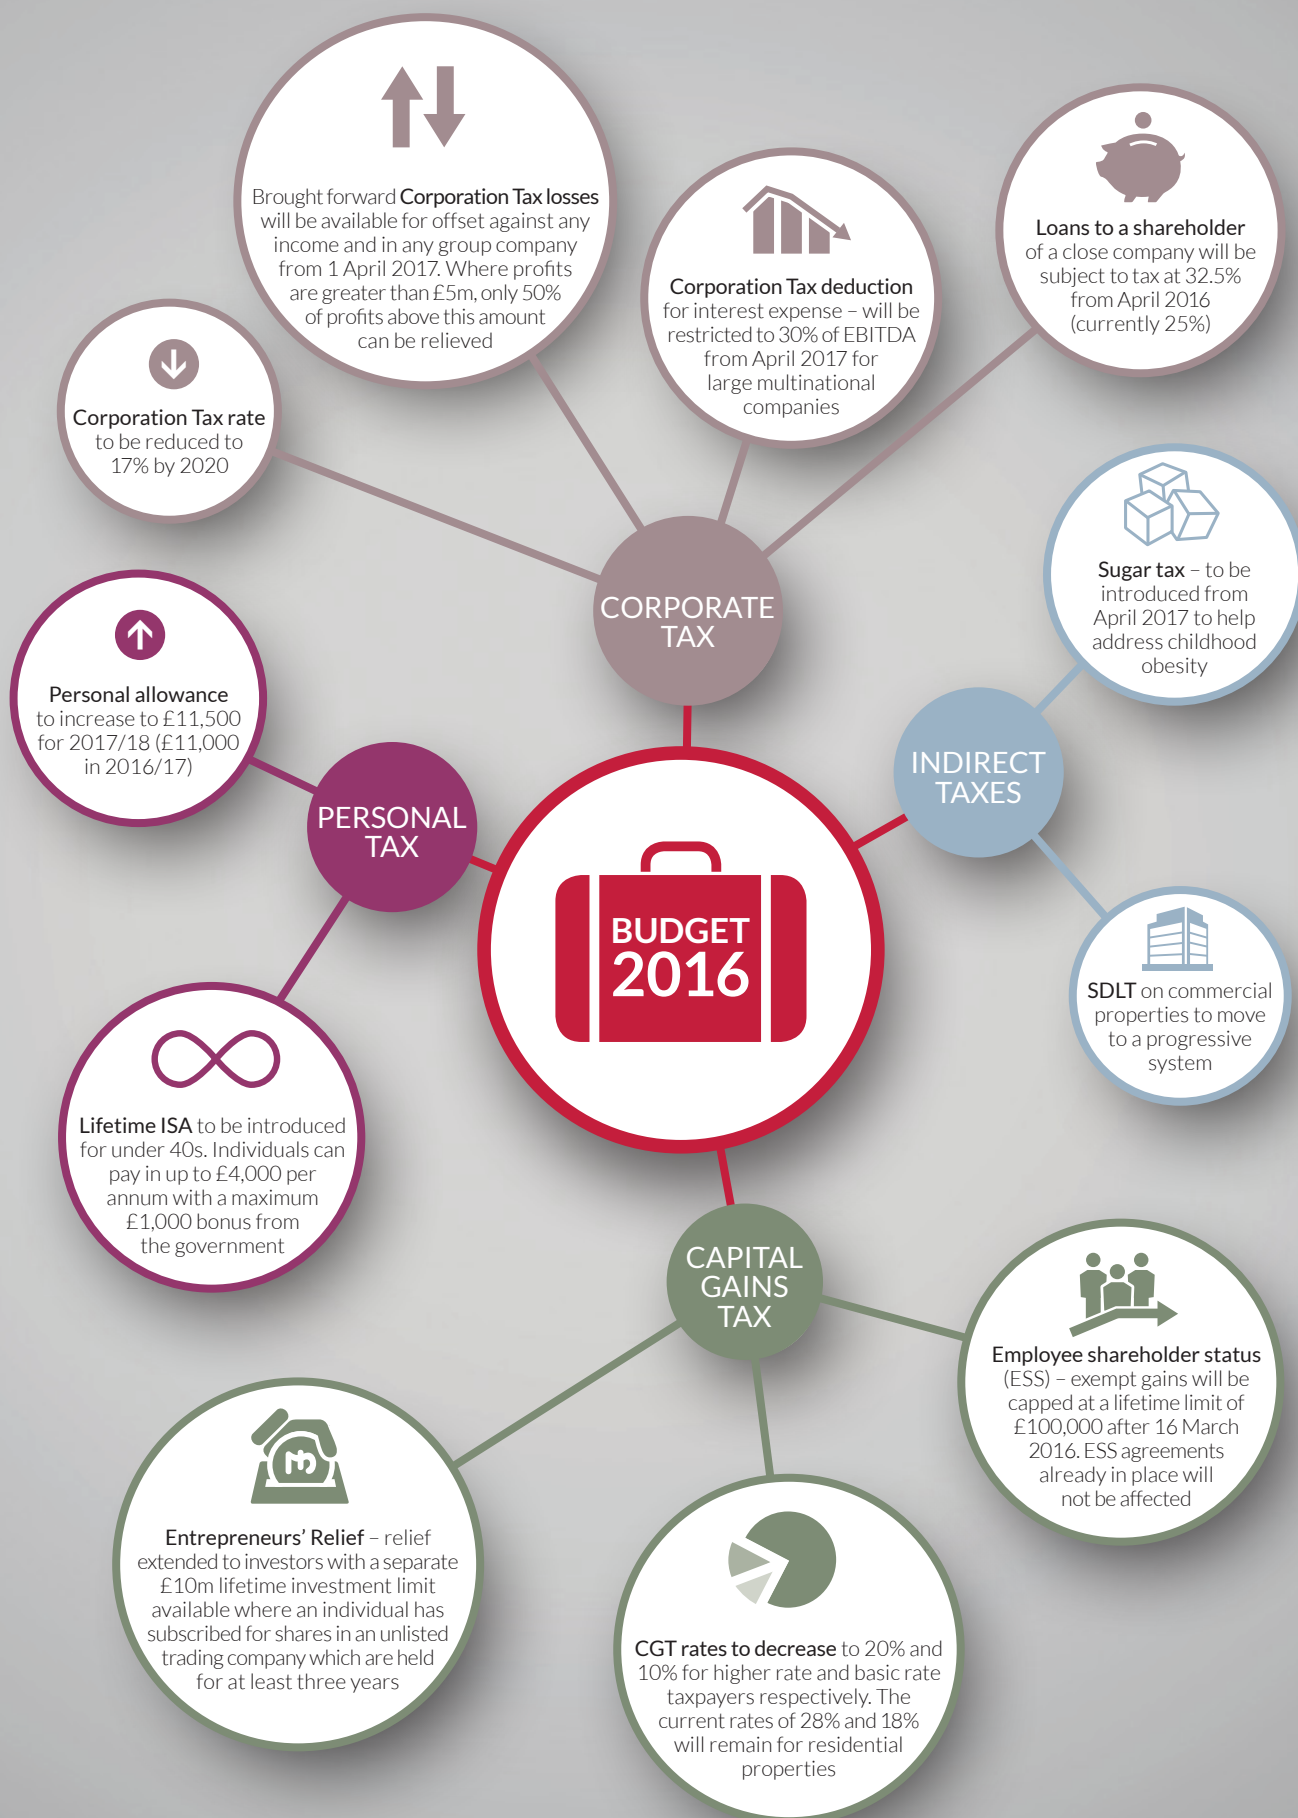 Brought forward Corporation Tax losses
will be available for offset against any
income and in any group company
from 1 April 2017. Where profits
are greater than £5m, only 50%
of profits above this amount
can be relieved
Corporation Tax deduction
for interest expense – will be
restricted to 30% of EBITDA
from April 2017 for
large multinational
companies
Loans to a shareholder
of a close company will be
subject to tax at 32.5%
from April 2016
(currently 25%)
Corporation Tax rate
to be reduced to
17% by 2020
CORPORATE
TAX
Sugar tax – to be
introduced from
April 2017 to help
address childhood
obesity
Personal allowance
to increase to £11,500
for 2017/18 (£11,000
in 2016/17)
PERSONAL
TAX
INDIRECT
TAXES
BUDGET
2016
SDLT on commercial
properties to move
to a progressive
system
Lifetime ISA to be introduced
for under 40s. Individuals can
pay in up to £4,000 per
annum with a maximum
£1,000 bonus from
the government
CAPITAL
GAINS
TAX
Employee shareholder status
(ESS) – exempt gains will be
capped at a lifetime limit of
£100,000 after 16 March
2016. ESS agreements
already in place will
not be affected
Entrepreneurs’ Relief – relief
extended to investors with a separate
£10m lifetime investment limit
available where an individual has
subscribed for shares in an unlisted
trading company which are held
for at least three years
CGT rates to decrease to 20% and
10% for higher rate and basic rate
taxpayers respectively. The
current rates of 28% and 18%
will remain for residential
properties